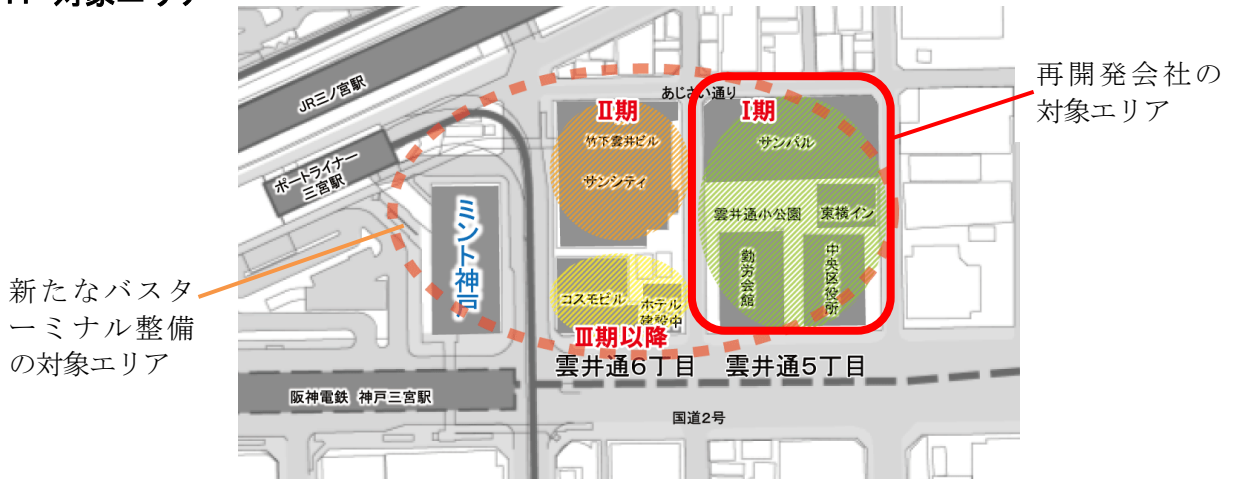 対象エリア
JR三ノ宮駅
ポートライナー
三宮駅
ミント神戸
新たなバスタ
ーミナル整備
の対象エリア
あじさい通り
Ⅱ期
竹下雲井ビル
サンシティ
Ⅰ期
サンパル
雲井通小公園
東横イン
勤労会館
中央区役所
コスモビル
ホテル
建設中
Ⅲ期以降
雲井通6丁目
雲井通5丁目
再開発会社の
対象エリア
阪神電鉄 神戸三宮駅
国道2号